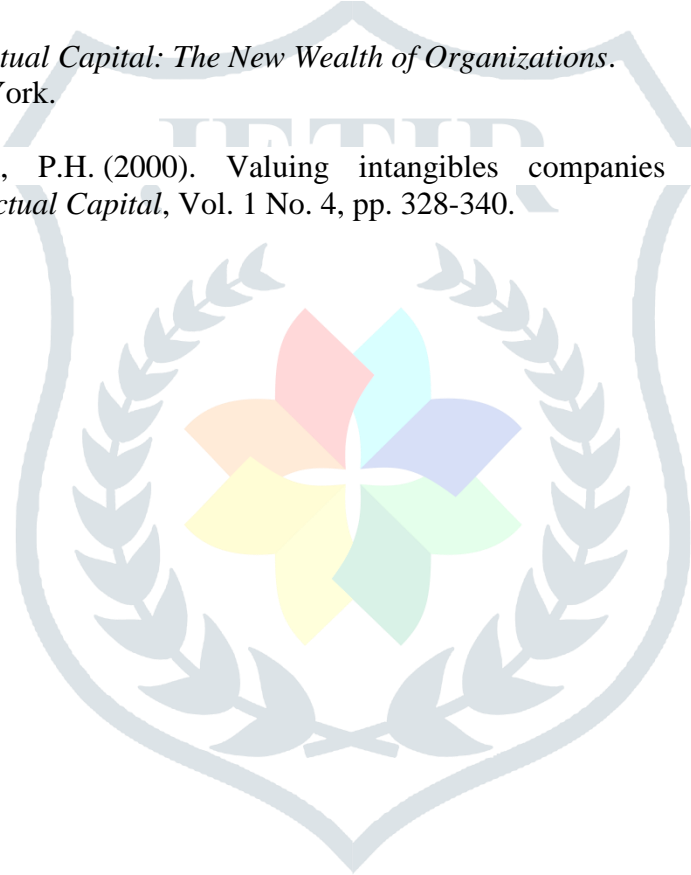 tual Capital: The New Wealth of Organizations.
York.
, P.H. (2000). Valuing intangibles companies
ctual Capital, Vol. 1 No. 4, pp. 328-340.
JETIR